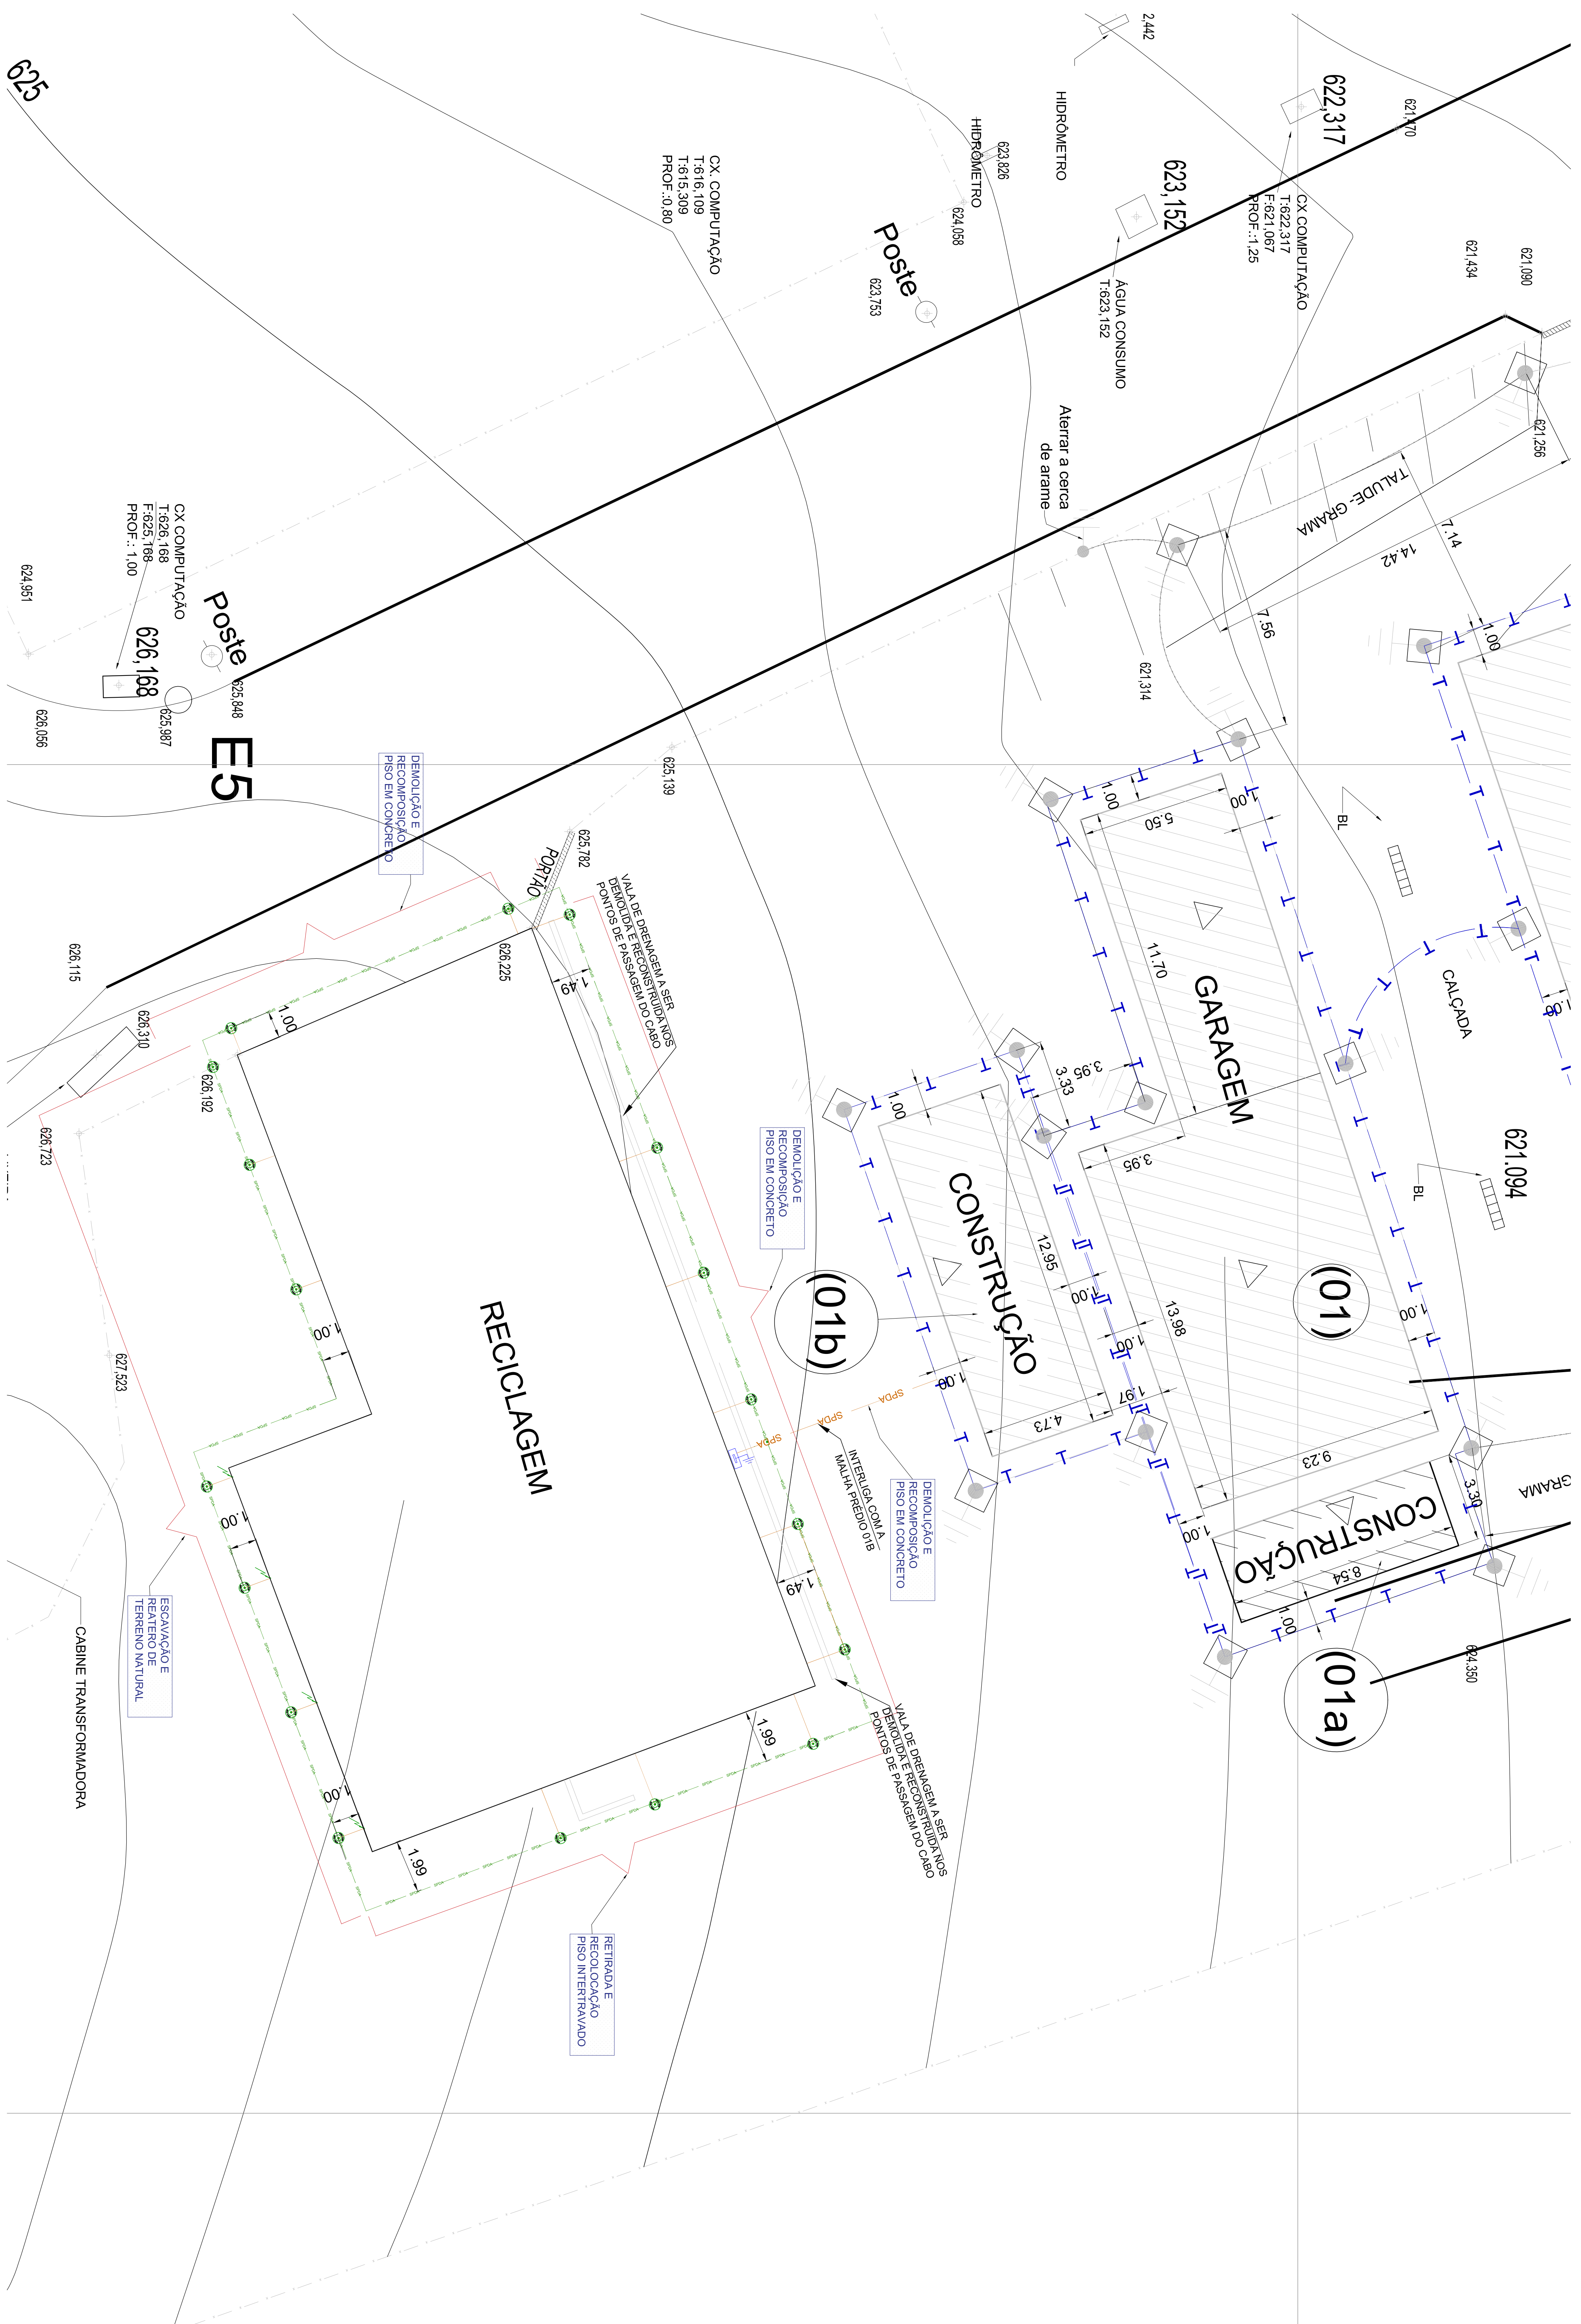 625
2,442
HIDRÔMETRO
HIDRÔMETRO
623,826
624,058
Poste
623,753
CX. COMPUTAÇÃO
T:616,109
T:615,309
PROF.:0,80
623,152
ÁGUA CONSUMO
T:623,152
622,317
CX COMPUTAÇÃO
T:622,317
F:621,067
PROF.:1,25
621,434
621,090
621,256
Aterrar a cerca
de arame
TALUDE- GRAMA
7.14
14.42
7.56
1.00
621,314
CX COMPUTAÇÃO
T:626,168
F:625,168
PROF.: 1,00
624,951
626,056
626,168
Poste
625,848
625,987
E5
625,139
DEMOLIÇÃO E
RECOMPOSIÇÃO
PISO EM CONCRETO
PORTÃO
625,782
626,225
VALA DE DRENAGEM A SER
DEMOLIDA E RECONSTRUÍDA NOS
PONTOS DE PASSAGEM DO CABO
1.49
1.00
626,115
626,310
626,192
626,723
627,523
1.00
1.00
RECICLAGEM
1.00
1.99
1.99
1.49
ESCAVAÇÃO E
REATERO DE
TERRENO NATURAL
CABINE TRANSFORMADORA
RETIRADA E
RECOLOCAÇÃO
PISO INTERTRAVADO
VALA DE DRENAGEM A SER
DEMOLIDA E RECONSTRUÍDA NOS
PONTOS DE PASSAGEM DO CABO
DEMOLIÇÃO E
RECOMPOSIÇÃO
PISO EM CONCRETO
(01b)
SPDA
SPDA
SPDA
INTERLIGA COM A
MALHA PRÉDIO 01B
DEMOLIÇÃO E
RECOMPOSIÇÃO
PISO EM CONCRETO
CONSTRUÇÃO
12.95
4.73
1.00
1.00
1.00
1.00
1.97
3.33
3.95
3.95
GARAGEM
11.70
5.50
1.00
1.00
BL
CALÇADA
1.00
BL
621.094
(01)
13.98
9.23
1.00
1.00
CONSTRUÇÃO
8.54
3.30
1.00
GRAMA
624.350
(01a)